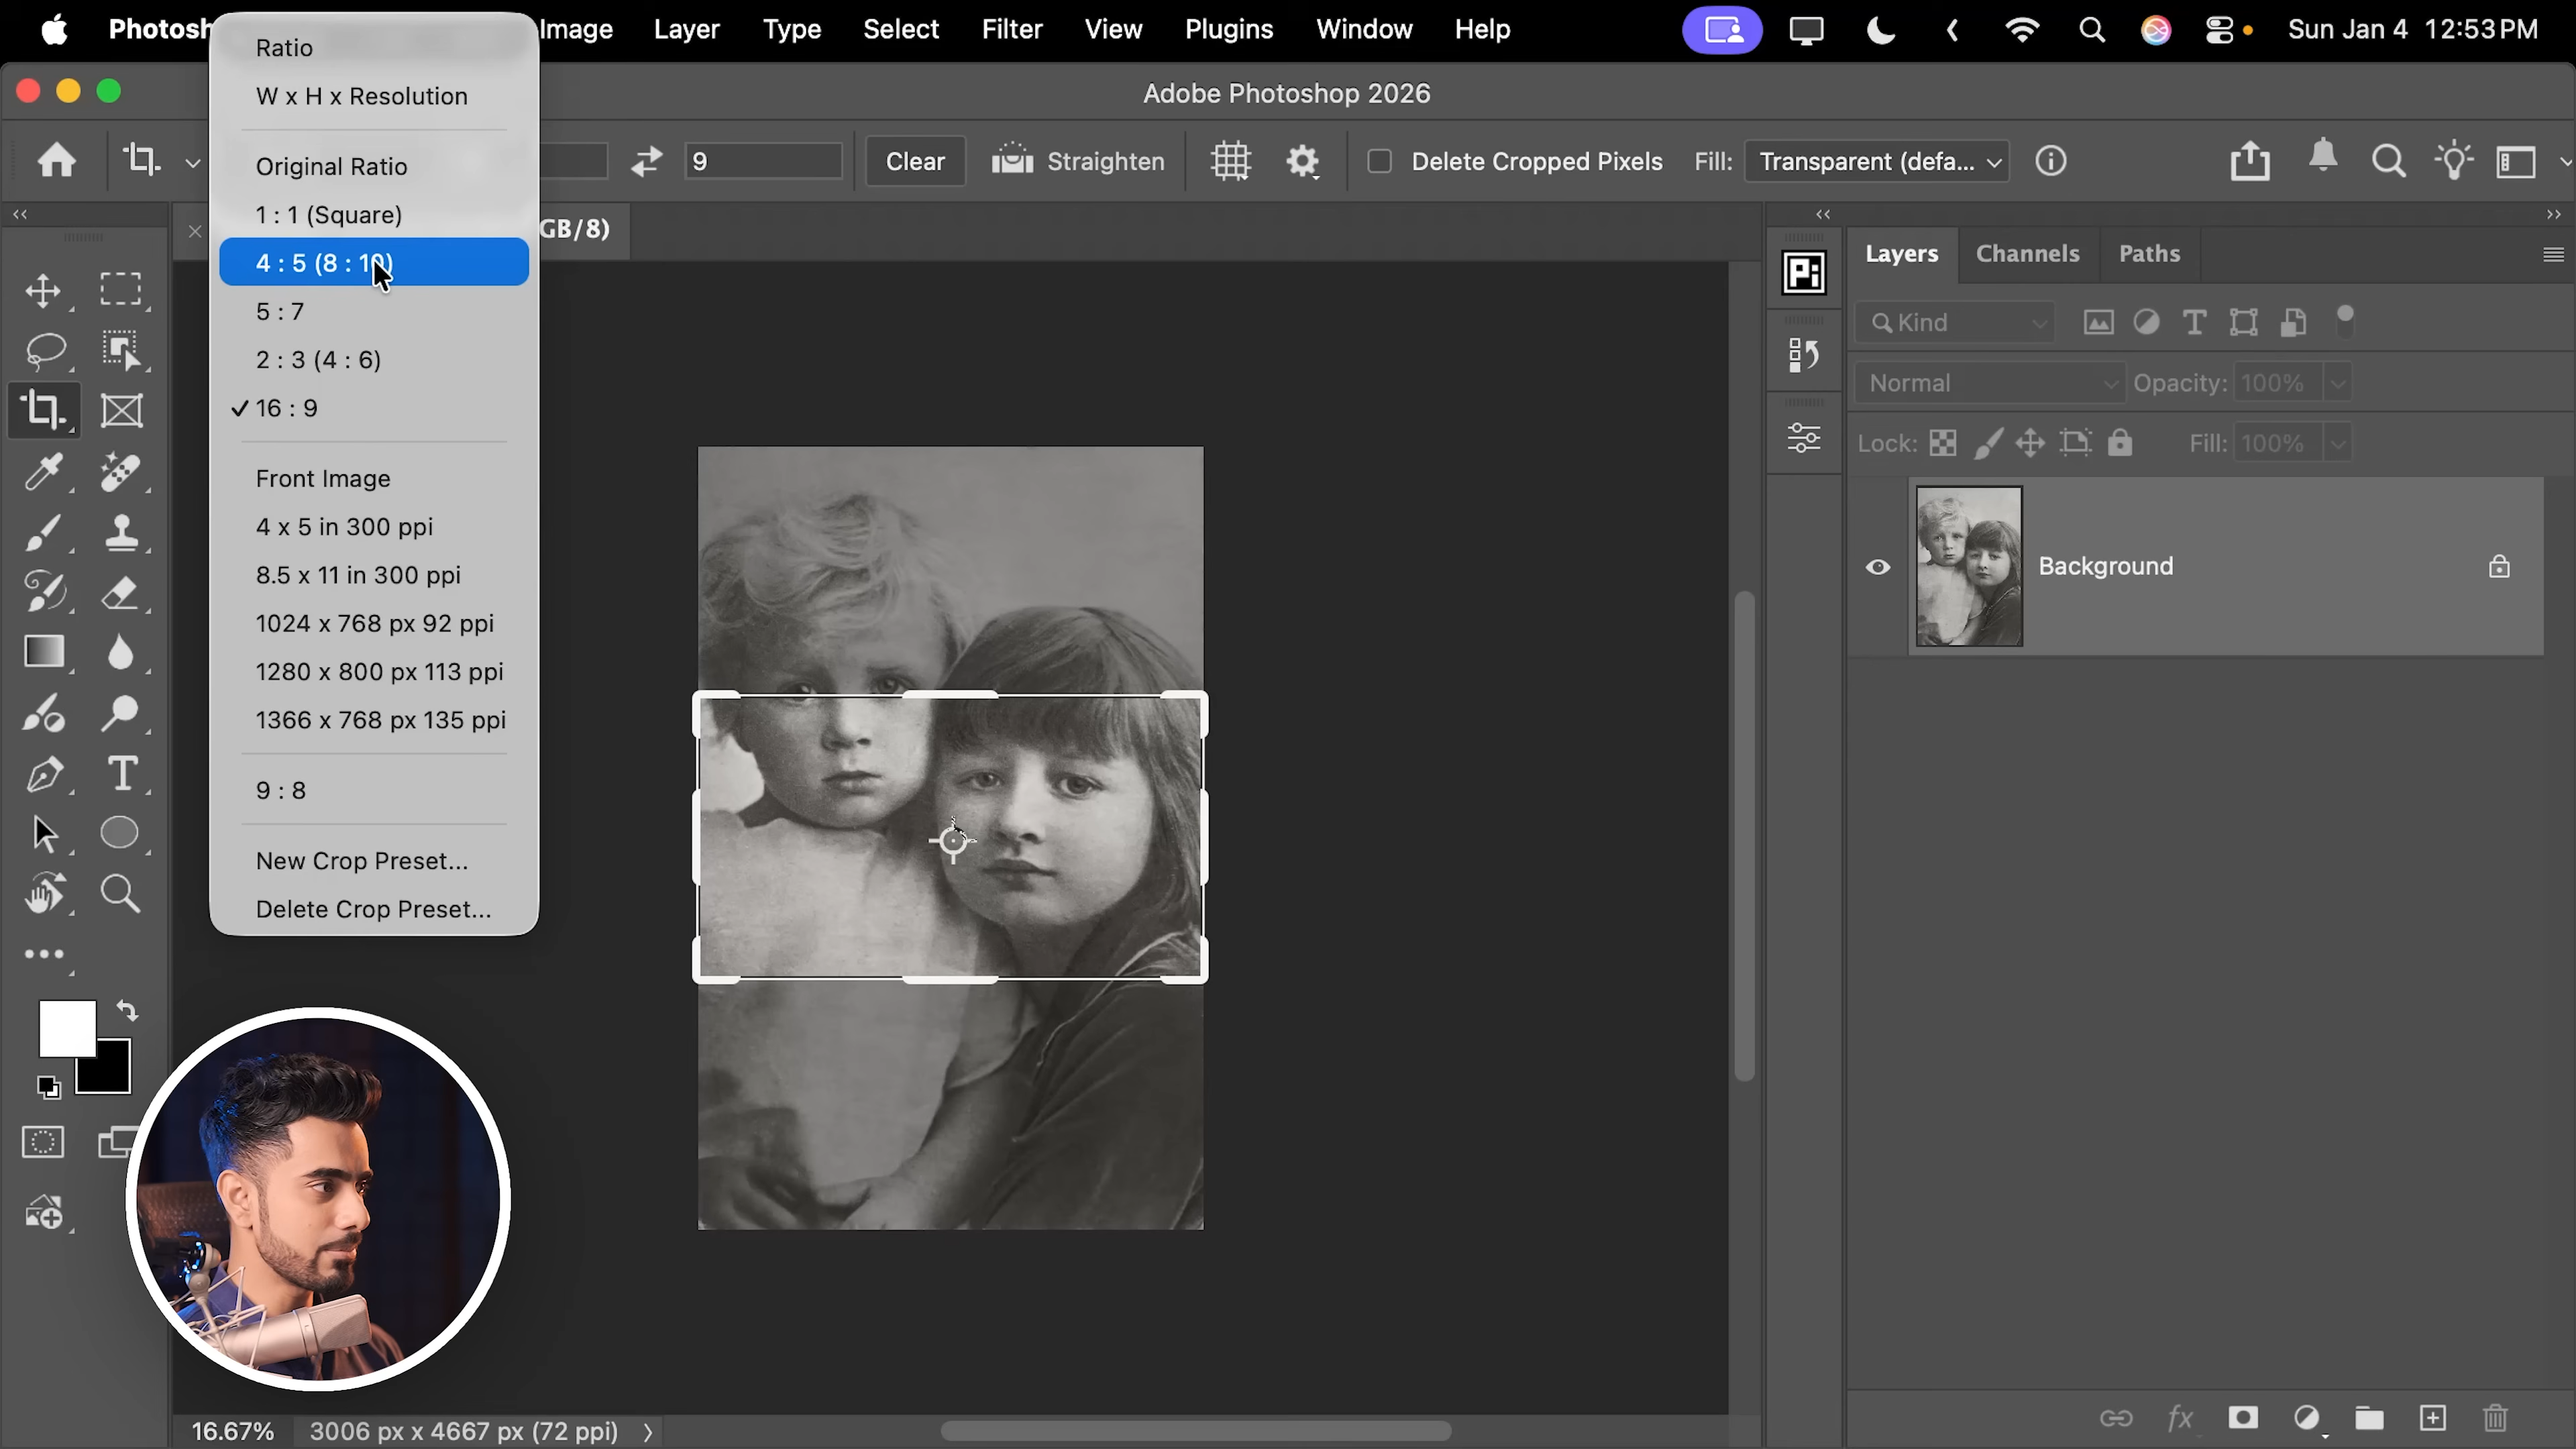 Photosh Image Layer Type Select Filter View Plugins Window Help Sun Jan 4 12:53 PM
Adobe Photoshop 2026
9 Clear Straighten Delete Cropped Pixels Fill: Transparent (defa...
GB/8)
Ratio
W x H x Resolution
Original Ratio
1 : 1 (Square)
4 : 5 (8 : 10)
5 : 7
2 : 3 (4 : 6)
16 : 9
Front Image
4 x 5 in 300 ppi
8.5 x 11 in 300 ppi
1024 x 768 px 92 ppi
1280 x 800 px 113 ppi
1366 x 768 px 135 ppi
9 : 8
New Crop Preset...
Delete Crop Preset...
Pi
Layers Channels Paths
Kind
Normal Opacity: 100%
Lock: Fill: 100%
Background
fx
16.67% 3006 px x 4667 px (72 ppi)